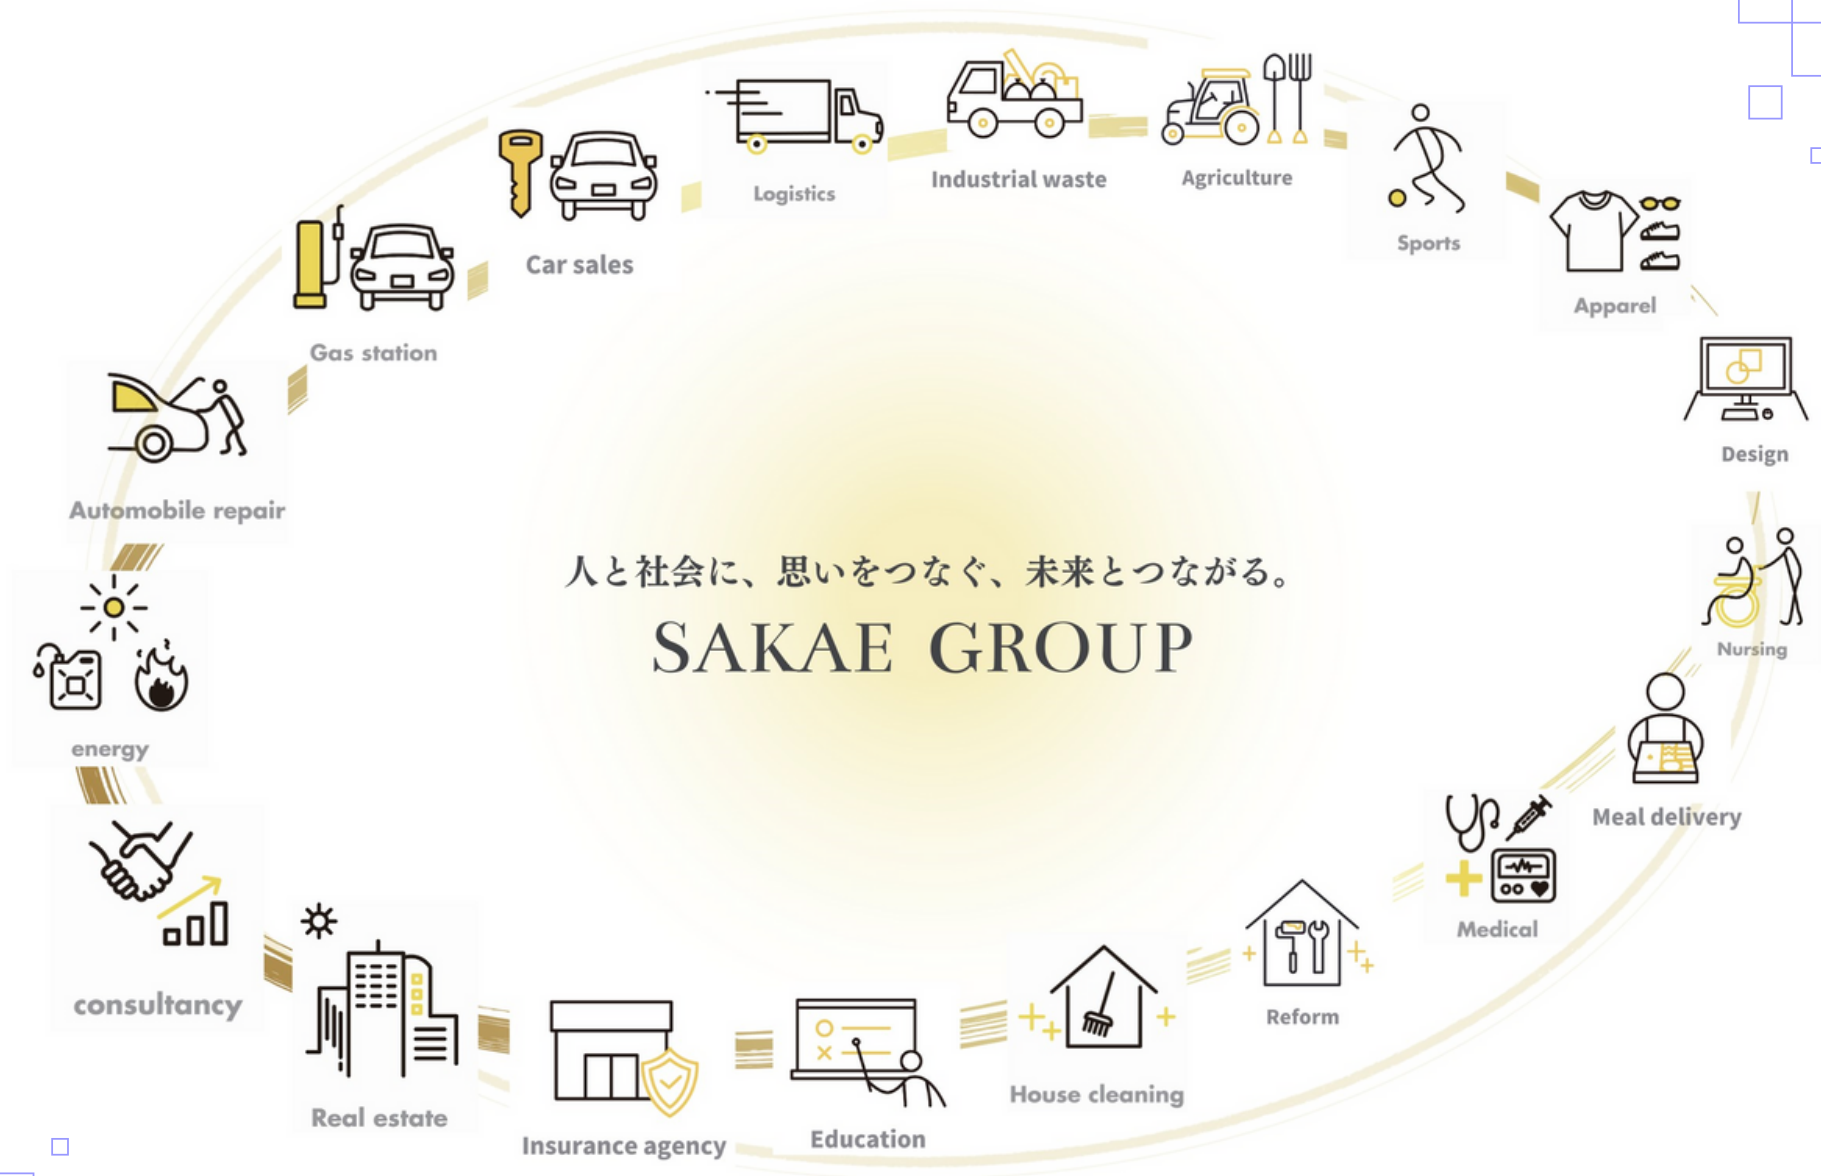 Logistics
Industrial waste
Agriculture
Sports
Car sales
Apparel
Gas station
Design
Automobile repair
人と社会に、思いをつなぐ、未来とつながる。
SAKAE GROUP
Nursing
energy
Meal delivery
Medical
consultancy
Reform
House cleaning
Real estate
Education
Insurance agency